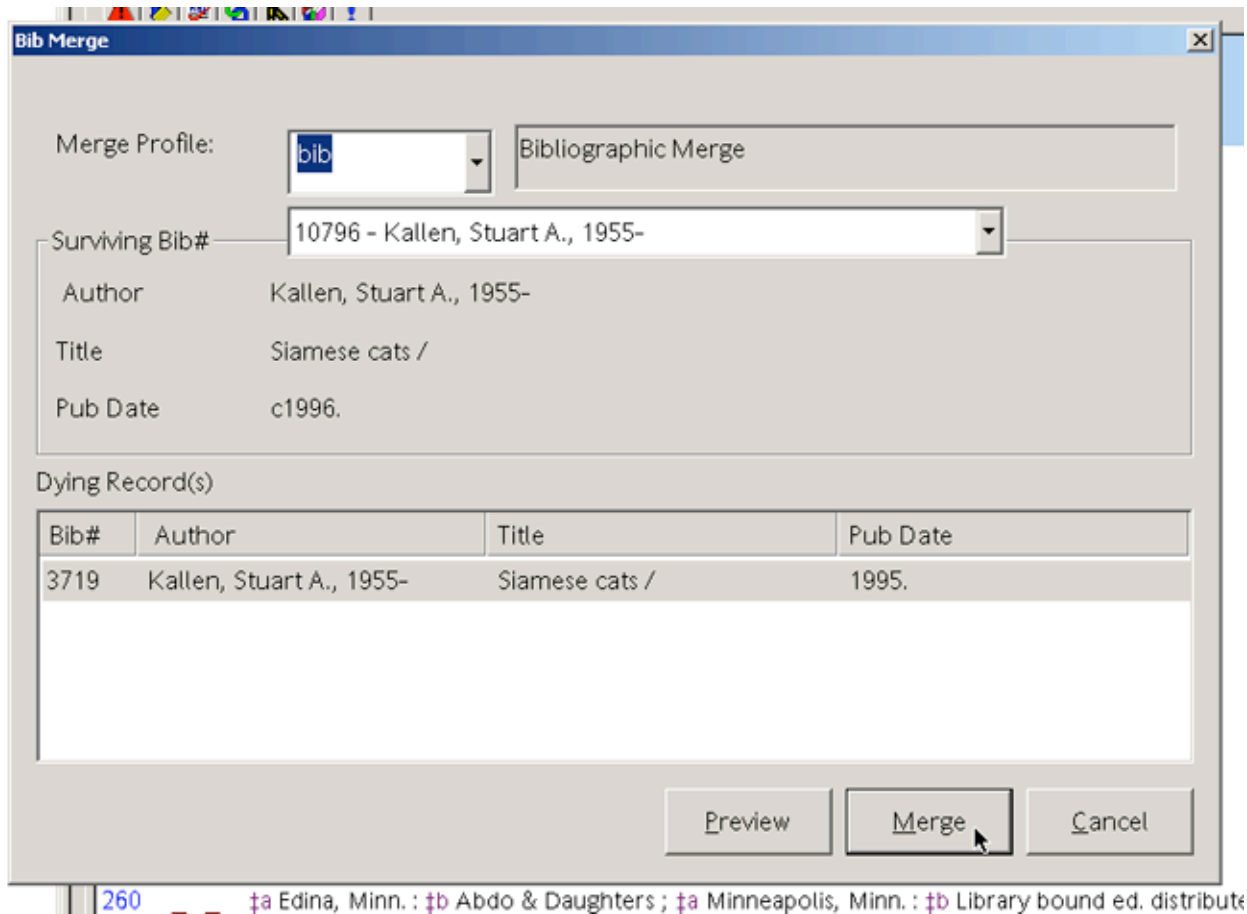 Bib Merge
Merge Profile: bib Bibliographic Merge
Surviving Bib# 10796 - Kallen, Stuart A., 1955-
Author Kallen, Stuart A., 1955-
Title Siamese cats /
Pub Date c1996.
Dying Record(s)
Bib# Author Title Pub Date
3719 Kallen, Stuart A., 1955- Siamese cats / 1995.
Preview Merge Cancel
260 _ _ ‡a Edina, Minn. : ‡b Abdo & Daughters ; ‡a Minneapolis, Minn. : ‡b Library bound ed. distribute